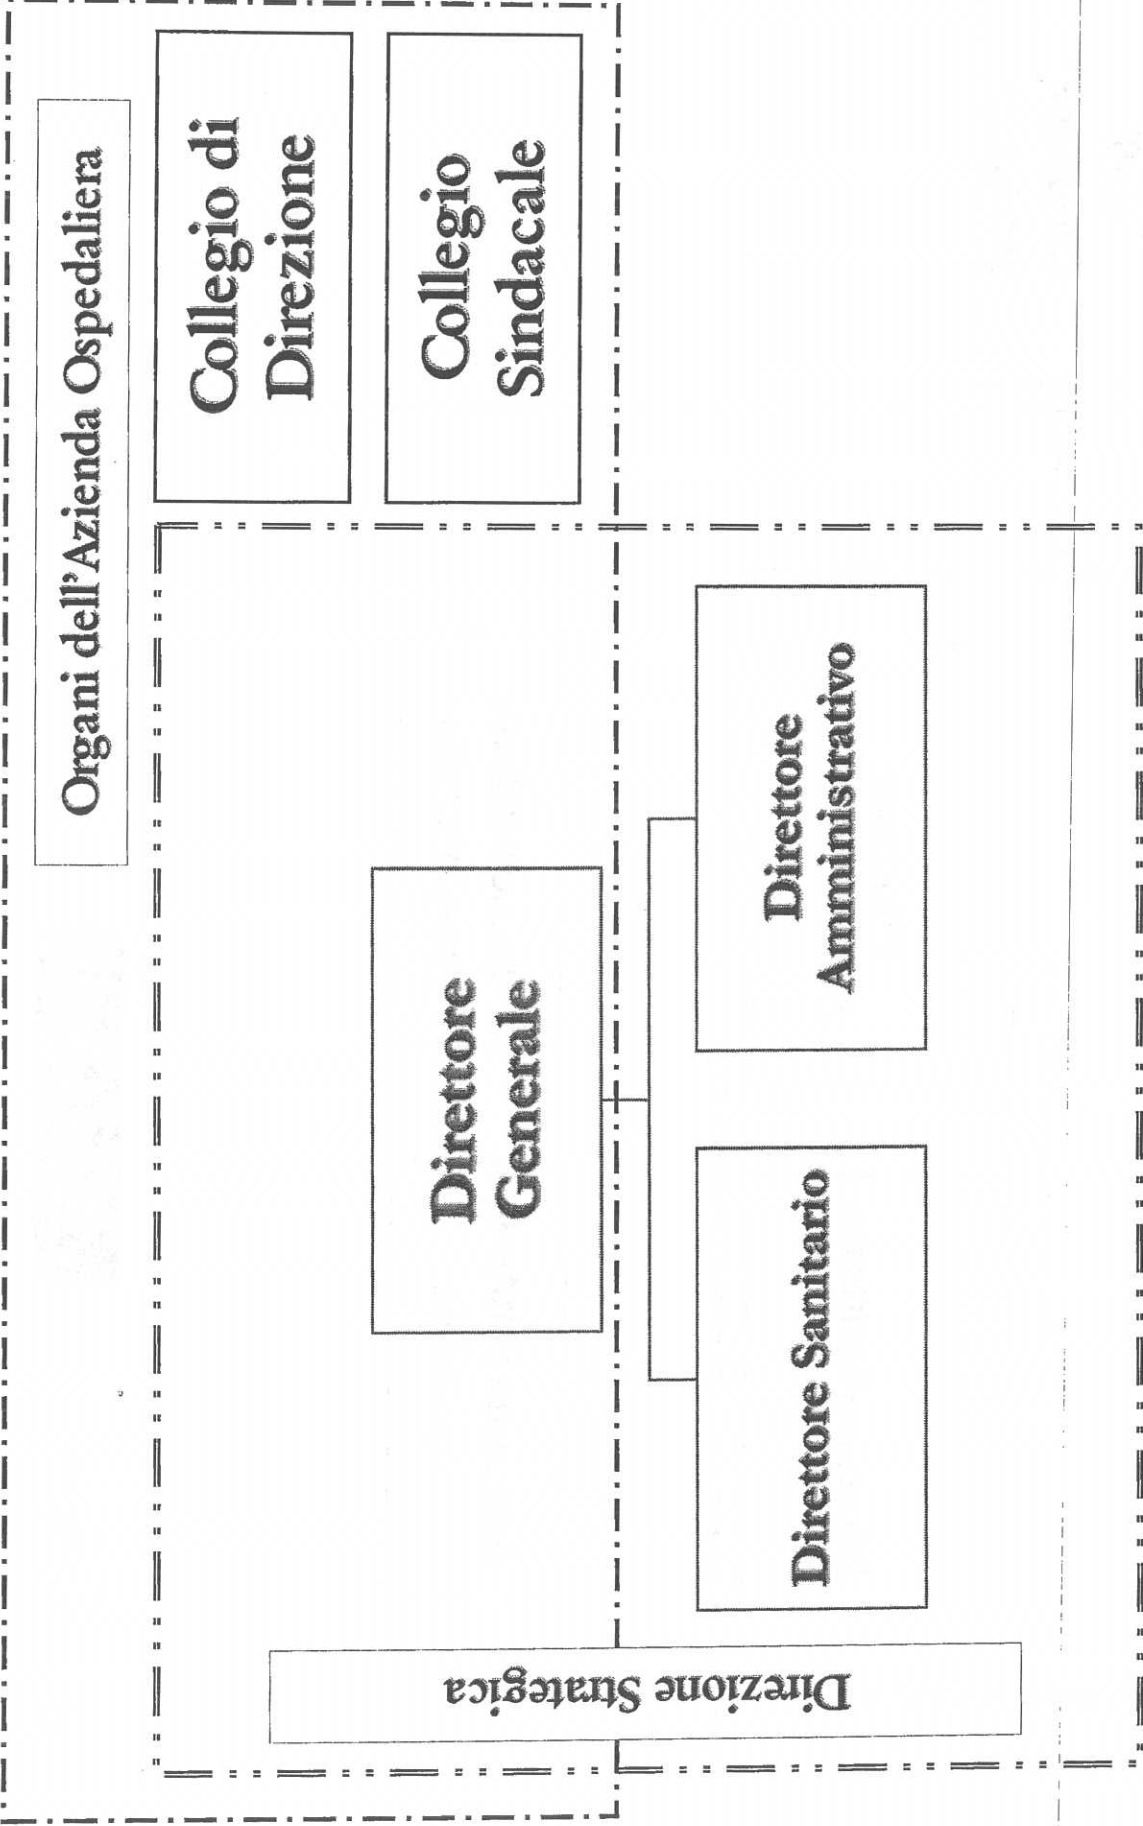 Organi dell'Azienda Ospedaliera
Collegio di
Direzione
Collegio
Sindacale
Direttore
Generale
Direttore Sanitario
Direttore
Amministrativo
Direzione Strategica